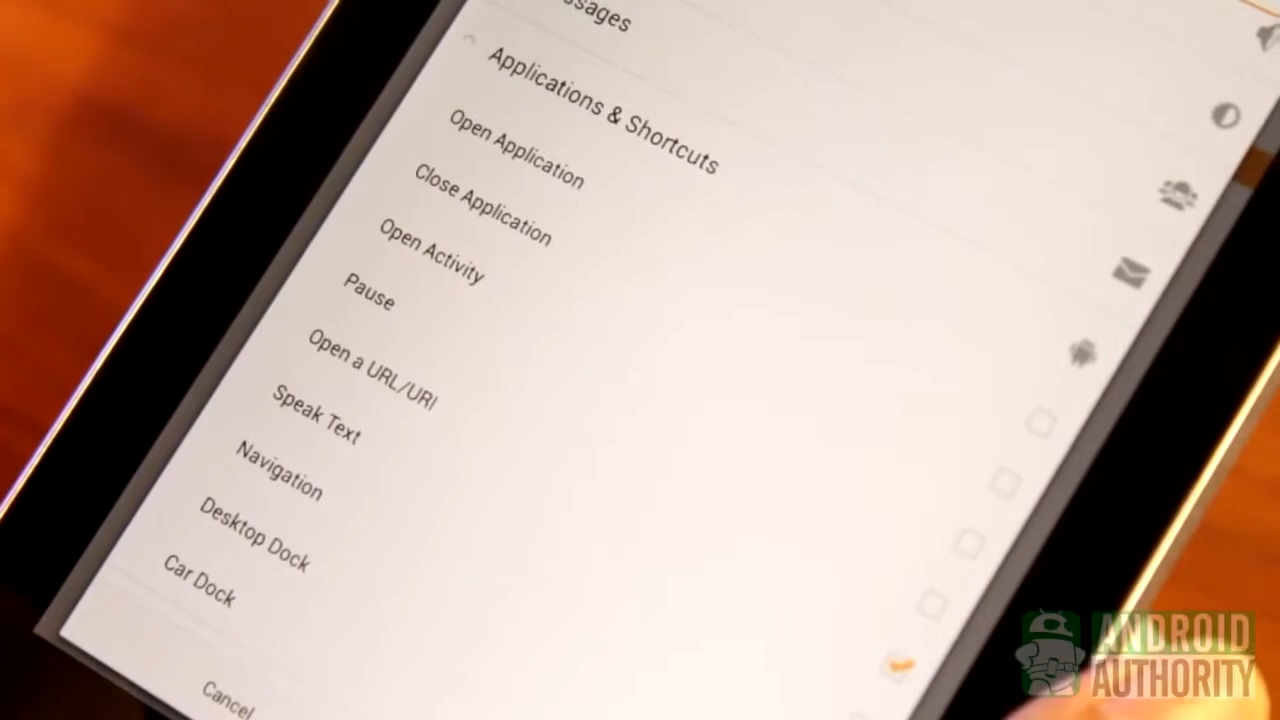 Applications & Shortcuts
Open Application
Close Application
Open Activity
Pause
Open a URL/URI
Speak Text
Navigation
Desktop Dock
Car Dock
Cancel
ANDROID
AUTHORITY